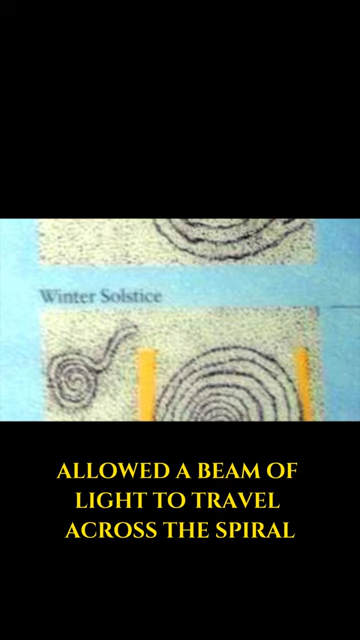 Winter Solstice
ALLOWED A BEAM OF
LIGHT TO TRAVEL
ACROSS THE SPIRAL